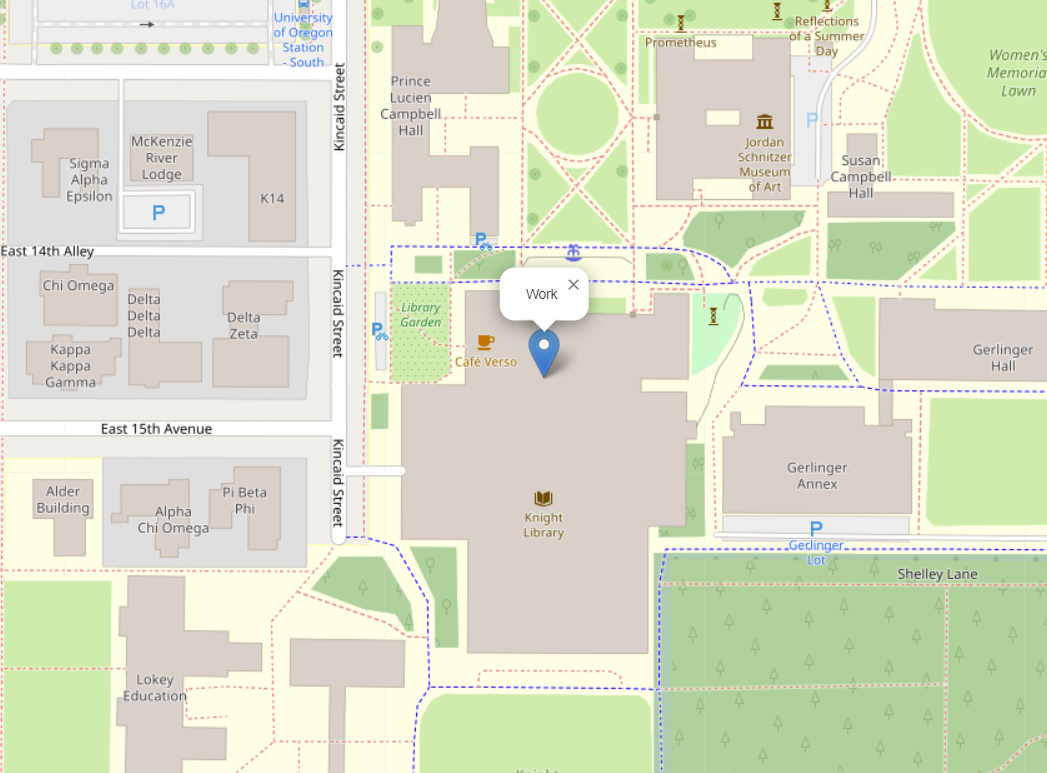 Lot 16A
University
of Oregon
Station
- South
Prometheus
Reflections
of a Summer
Day
Women's
Memorial
Lawn
Kincaid Street
Prince
Lucien
Campbell
Hall
P
Sigma
Alpha
Epsilon
McKenzie
River
Lodge
K14
P
Jordan
Schnitzer
Museum
of Art
Susan
Campbell
Hall
East 14th Alley
P
Chi Omega
Delta
Delta
Delta
Delta
Zeta
Kappa
Kappa
Gamma
Kincaid Street
Library
Garden
P
Work
Café Verso
Gerlinger
Hall
East 15th Avenue
Kincaid Street
Alder
Building
Alpha
Chi Omega
Pi Beta
Phi
Knight
Library
Gerlinger
Annex
P
Gerlinger
Lot
Shelley Lane
Lokey
Education